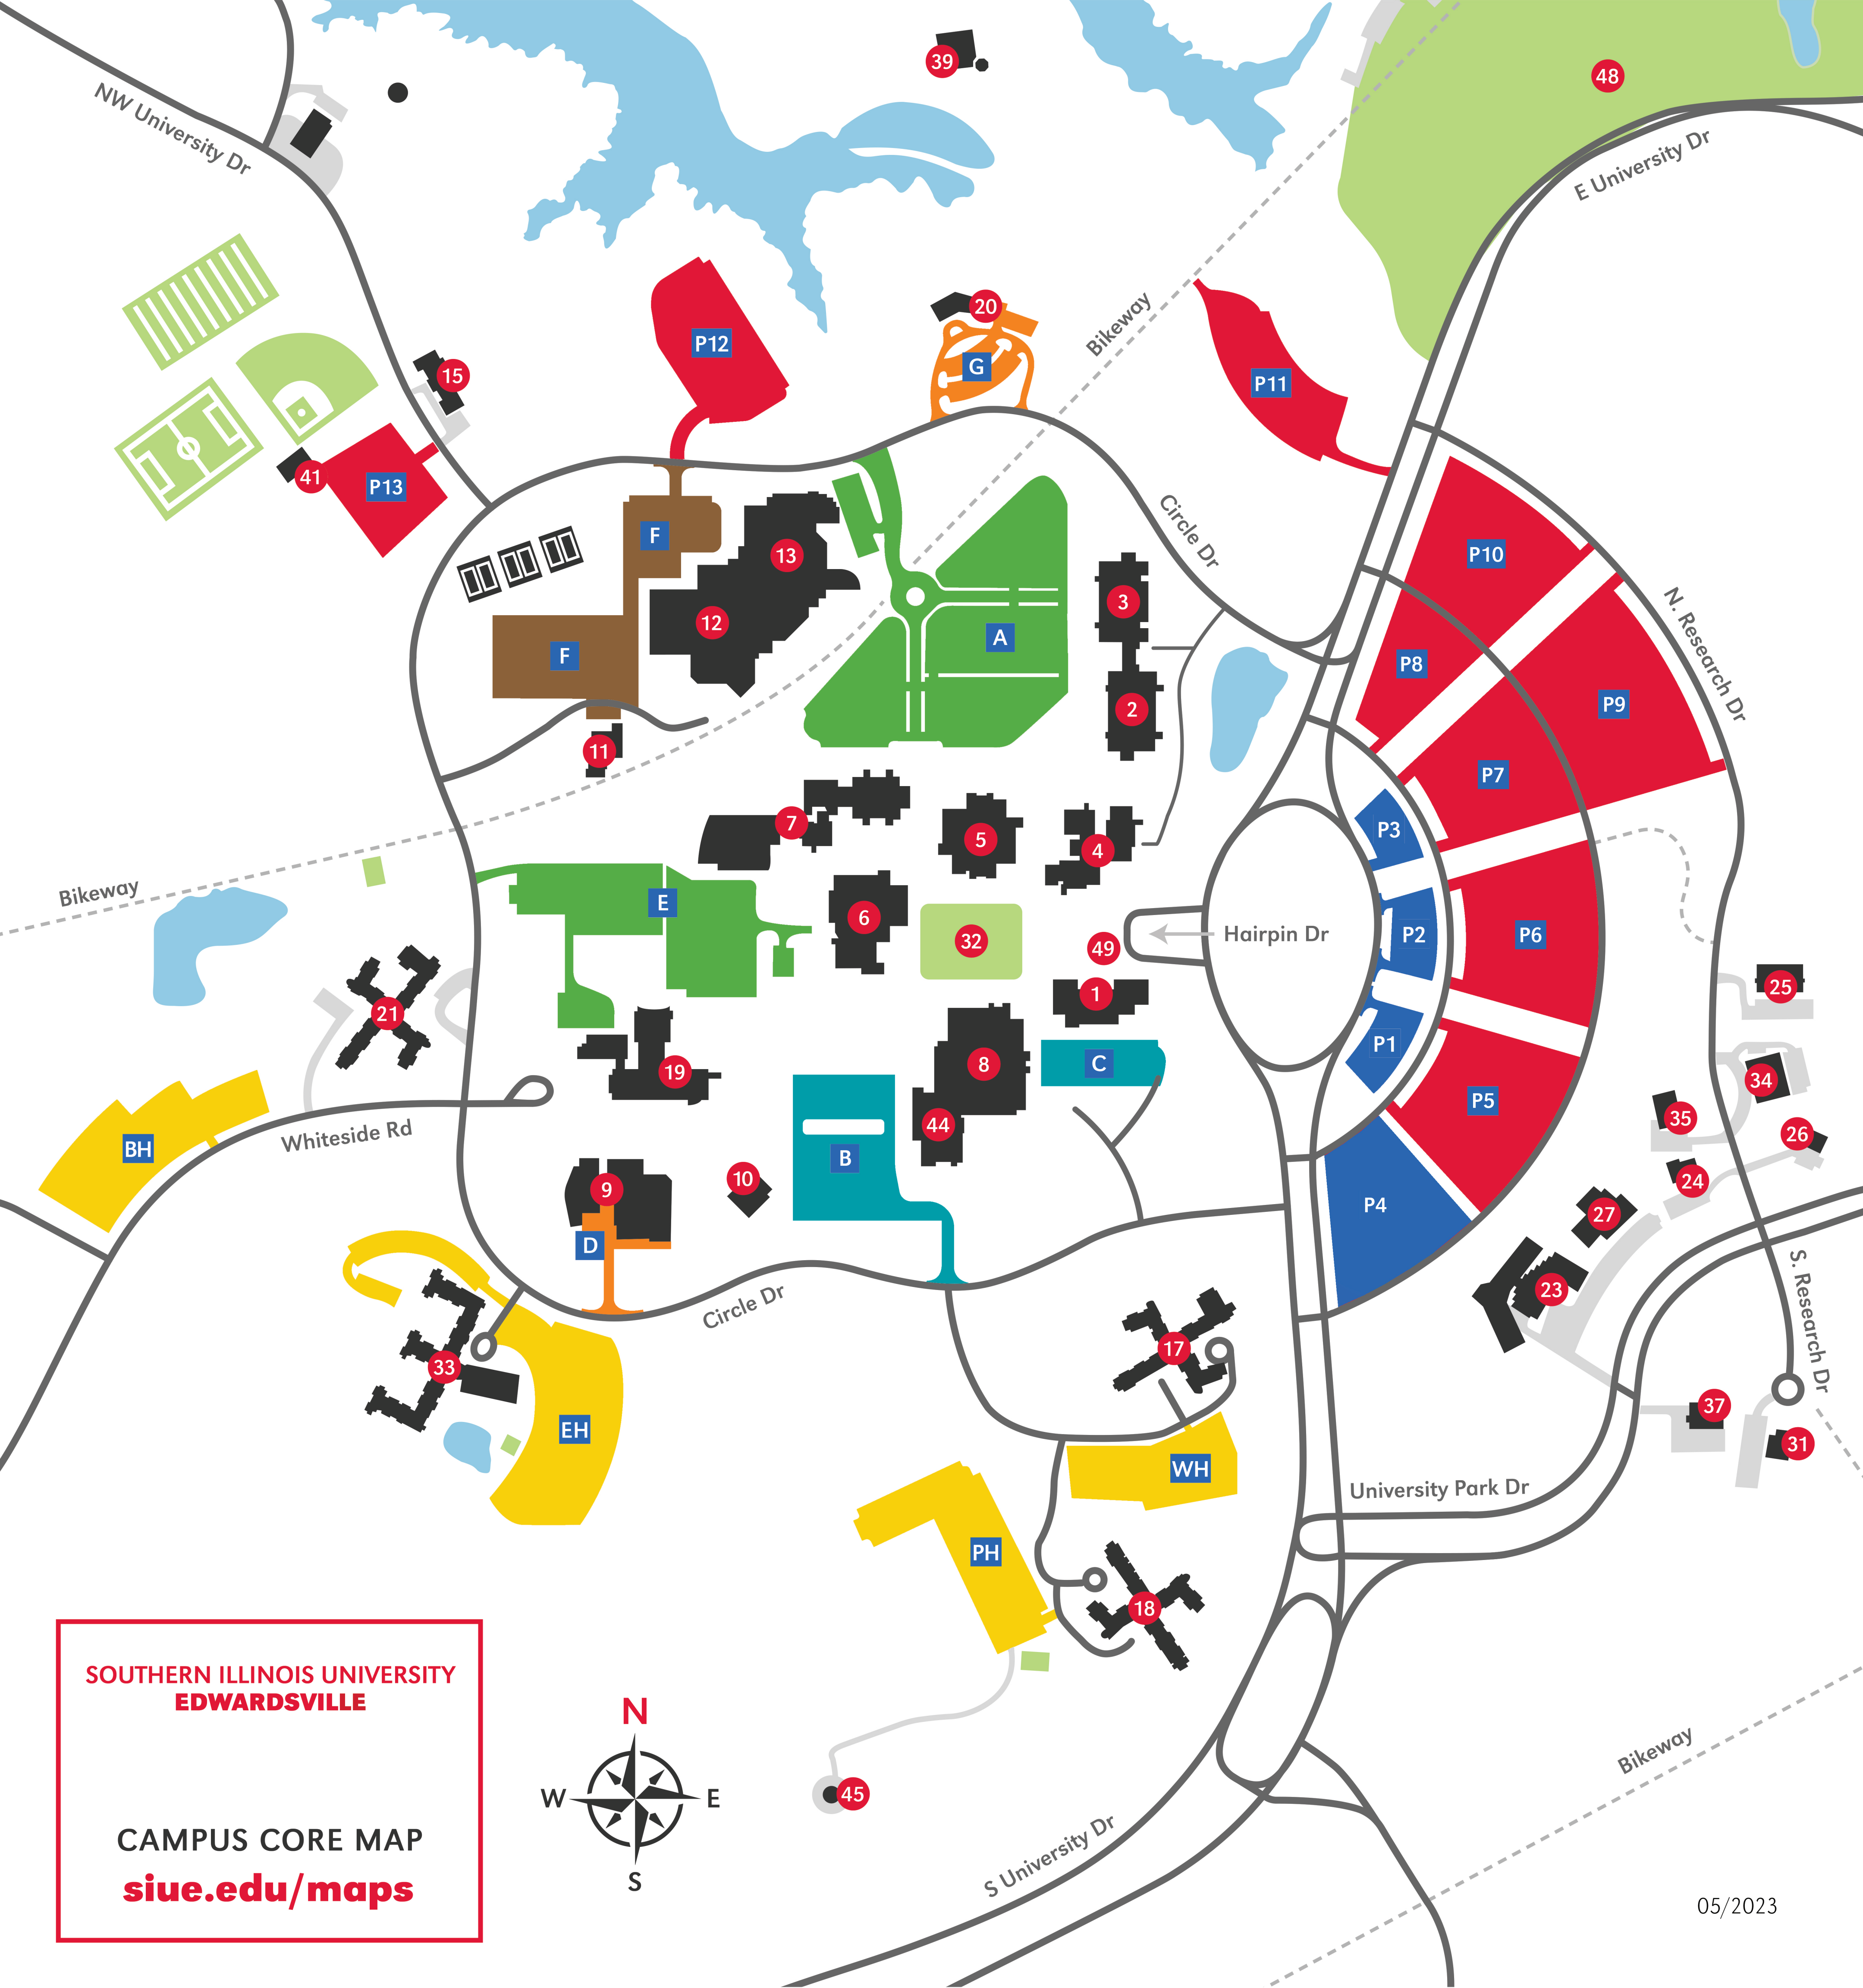 39
48
NW University Dr
E University Dr
20
Bikeway
P12
G
15
P11
41
P13
F
13
Circle Dr
P10
3
12
A
N. Research Dr
F
P8
2
P9
11
P7
7
5
4
P3
Bikeway
E
6
32
49
Hairpin Dr
P2
P6
21
1
25
19
8
C
P1
34
P5
35
26
BH
Whiteside Rd
44
B
24
10
9
P4
27
D
23
S. Research Dr
Circle Dr
17
33
37
EH
31
WH
University Park Dr
PH
18
SOUTHERN ILLINOIS UNIVERSITY
EDWARDSVILLE
CAMPUS CORE MAP
siue.edu/maps
N
W
E
S
45
Bikeway
S University Dr
05/2023